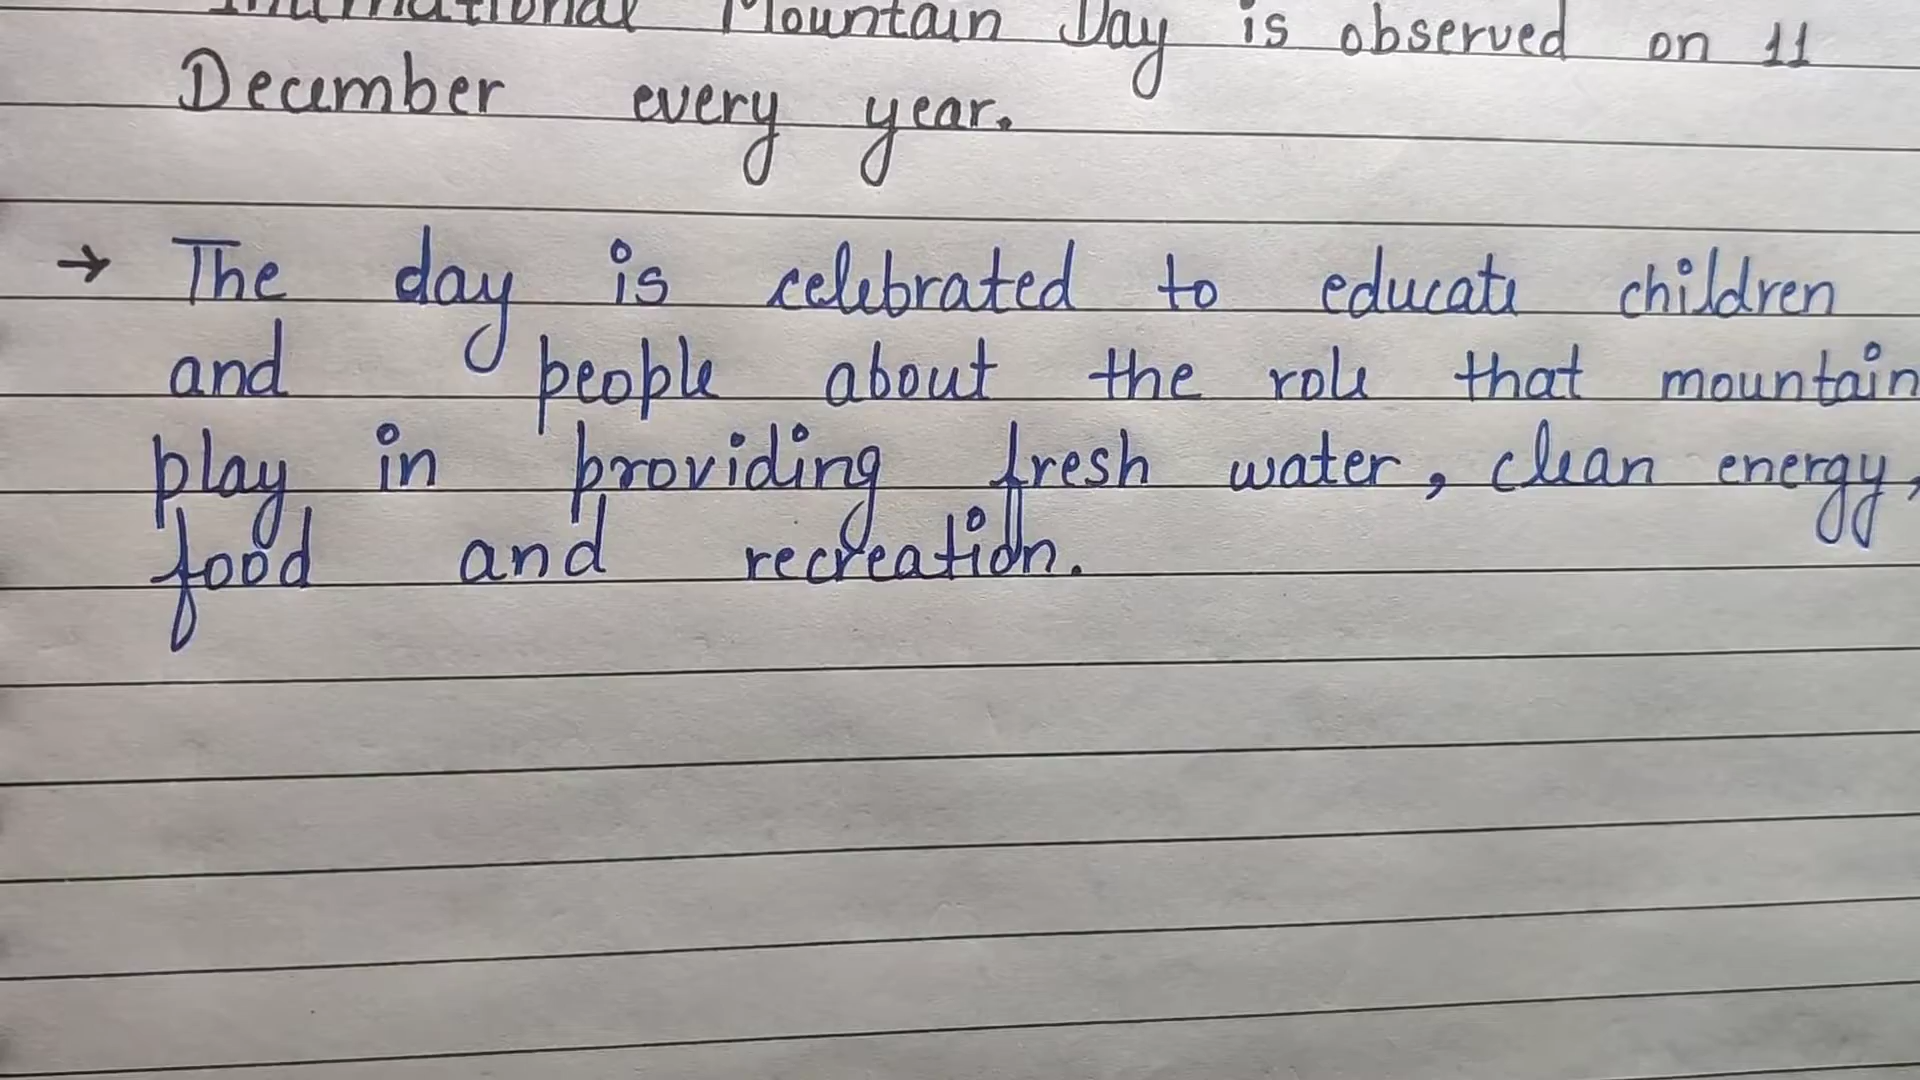 International Mountain Day is observed on 11
December every year.
→ The day is celebrated to educate children
and people about the role that mountain
play in providing fresh water, clean energy,
food and recreation.